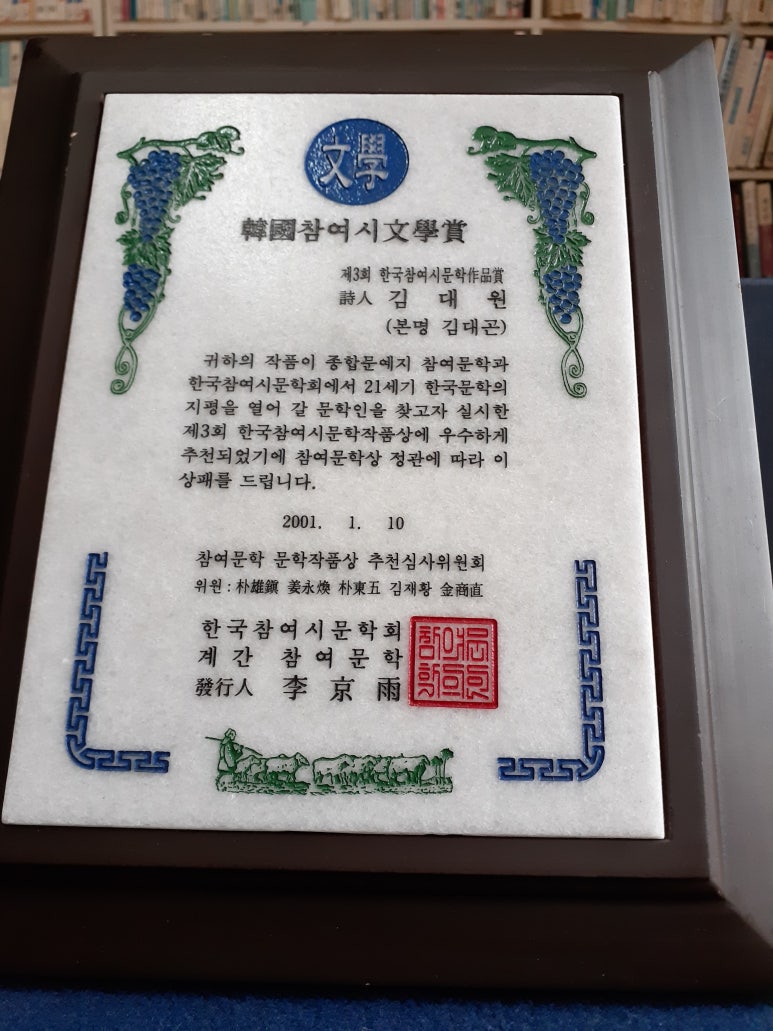 文學
韓國참여시文學賞
제3회 한국참여시문학作品賞
詩人 김 대 원
(본명 김대곤)
귀하의 작품이 종합문예지 참여문학과
한국참여시문학회에서 21세기 한국문학의
지평을 열어 갈 문학인을 찾고자 실시한
제3회 한국참여시문학작품상에 우수하게
추천되었기에 참여문학상 정관에 따라 이
상패를 드립니다.
2001. 1. 10
참여문학 문학작품상 추천심사위원회
위원 : 朴雄鎭 姜永煥 朴東五 김재황 金商直
한국참여시문학회
계간 참여문학
發行人 李京雨